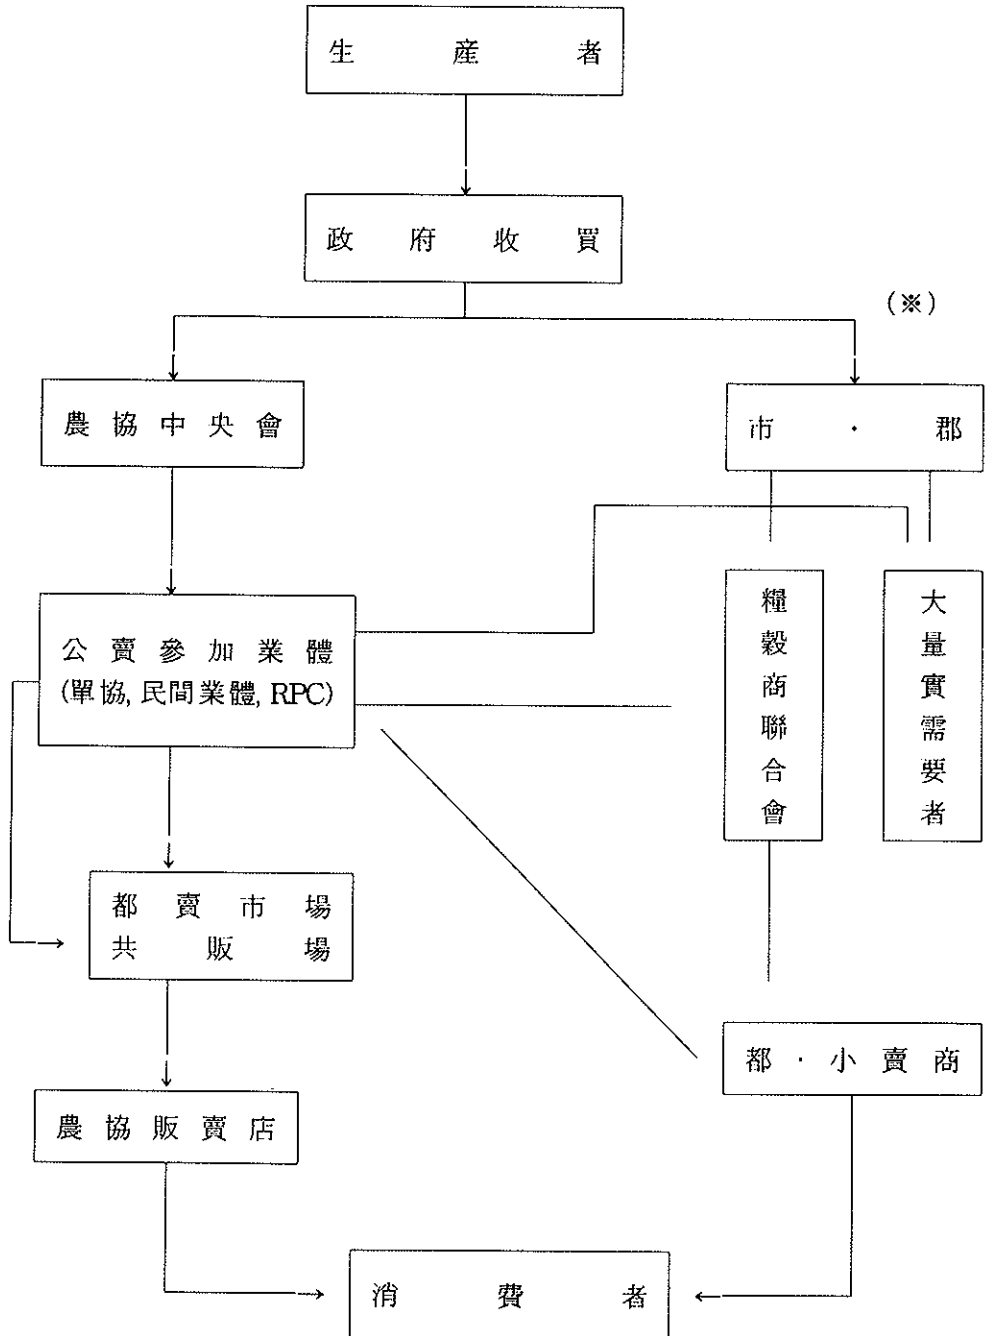 生 産 者
政 府 收 買
(※)
農 協 中 央 會
市 · 郡
公 賣 參 加 業 體
(單協, 民間業體, RPC)
糧穀商聯合會
大量實需要者
都 賣 市 場
共 販 場
都 · 小 賣 商
農 協 販 賣 店
消 費 者